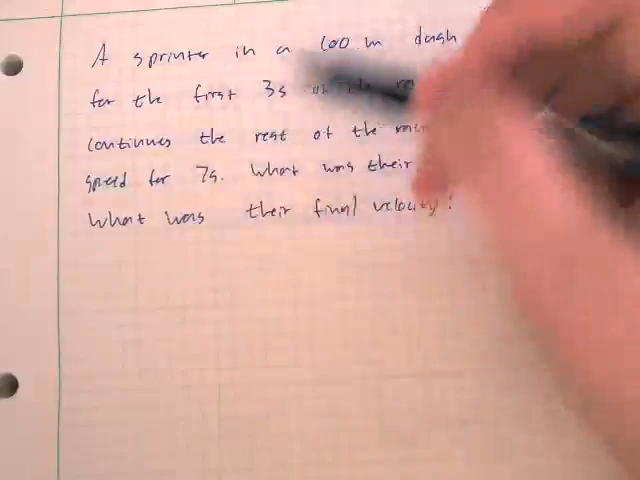 A sprinter in a 100 m dash
for the first 3s
continues the rest of the
speed for 7s. What was their
What was their final velocity?